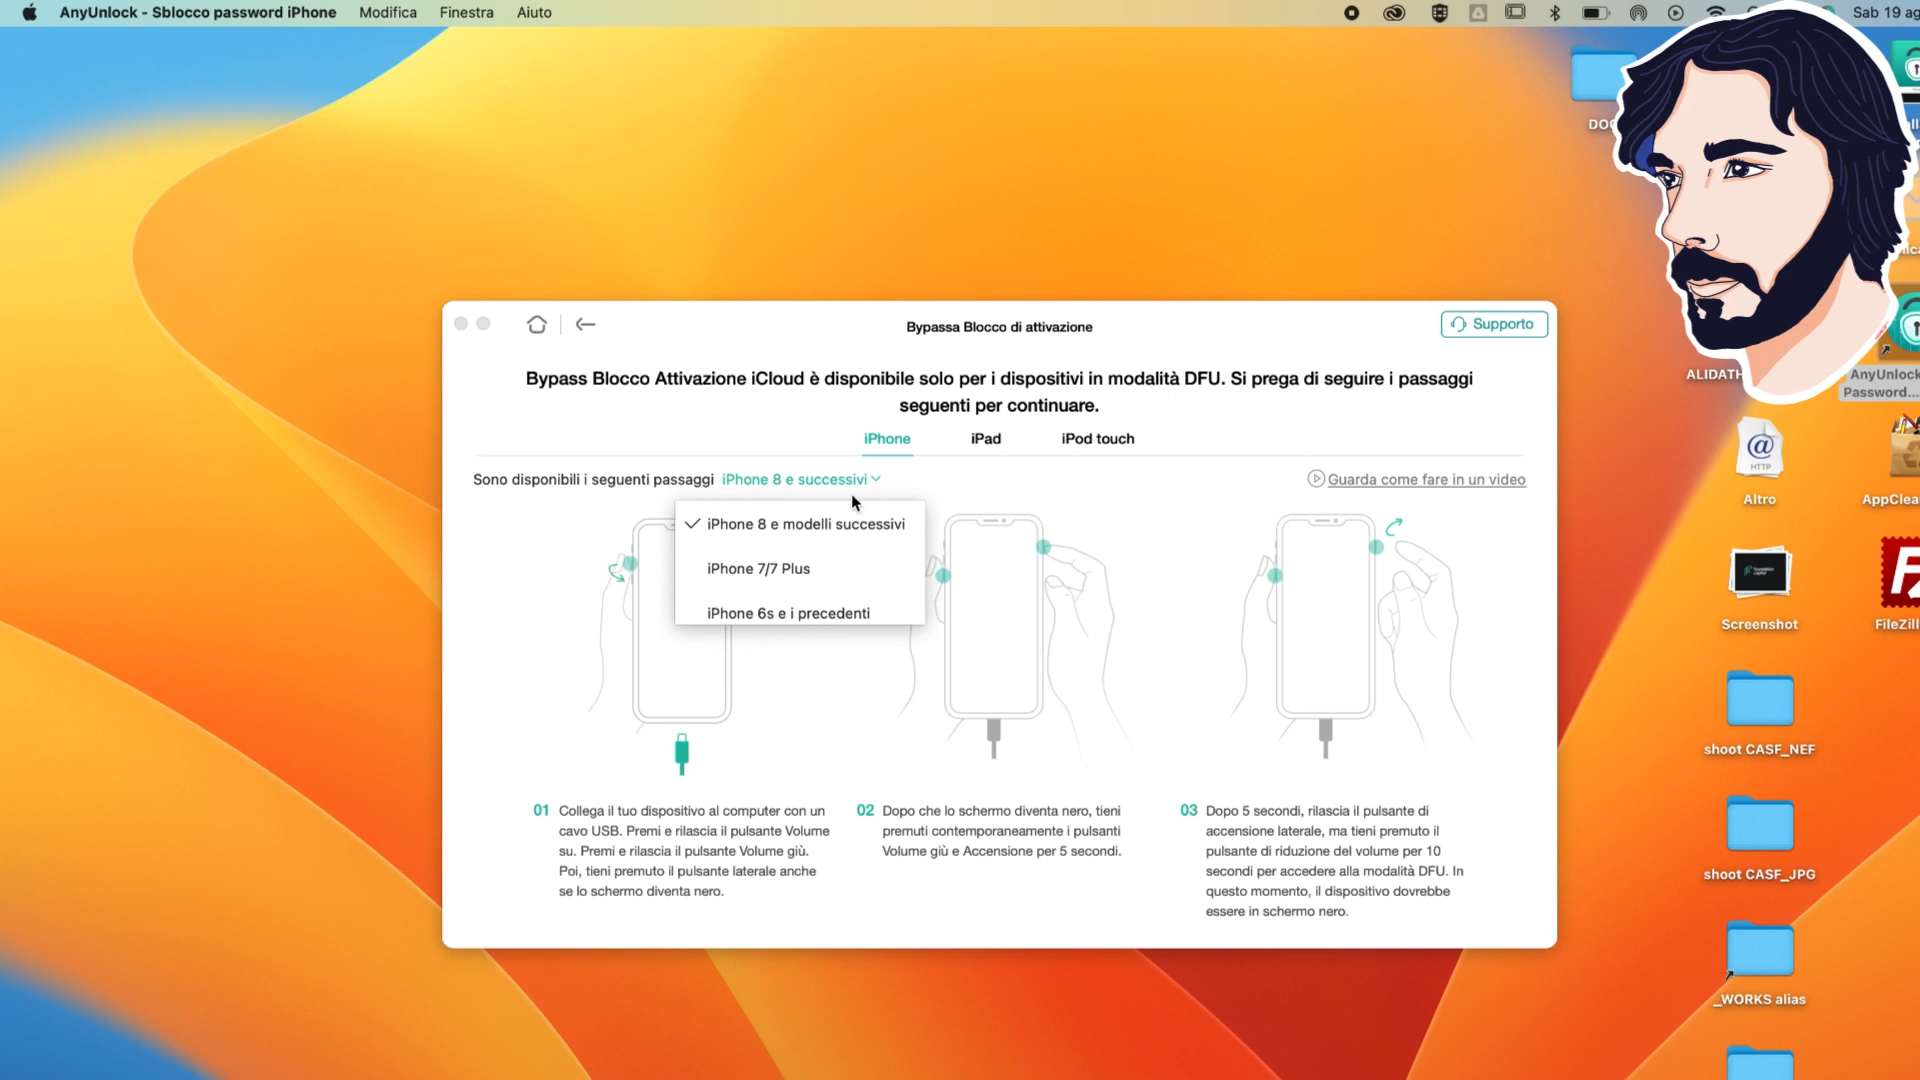 AnyUnlock - Sblocco password iPhone Modifica Finestra Aiuto
Sab 19 ag
Bypassa Blocco di attivazione
Supporto
Bypass Blocco Attivazione iCloud è disponibile solo per i dispositivi in modalità DFU. Si prega di seguire i passaggi
seguenti per continuare.
iPhone iPad iPod touch
Sono disponibili i seguenti passaggi iPhone 8 e successivi
Guarda come fare in un video
iPhone 8 e modelli successivi
iPhone 7/7 Plus
iPhone 6s e i precedenti
01 Collega il tuo dispositivo al computer con un
cavo USB. Premi e rilascia il pulsante Volume
su. Premi e rilascia il pulsante Volume giù.
Poi, tieni premuto il pulsante laterale anche
se lo schermo diventa nero.
02 Dopo che lo schermo diventa nero, tieni
premuti contemporaneamente i pulsanti
Volume giù e Accensione per 5 secondi.
03 Dopo 5 secondi, rilascia il pulsante di
accensione laterale, ma tieni premuto il
pulsante di riduzione del volume per 10
secondi per accedere alla modalità DFU. In
questo momento, il dispositivo dovrebbe
essere in schermo nero.
ALIDATH
AnyUnlock
Password...
@
HTTP
Altro
AppClea
Screenshot
FileZill
shoot CASF_NEF
shoot CASF_JPG
_WORKS alias